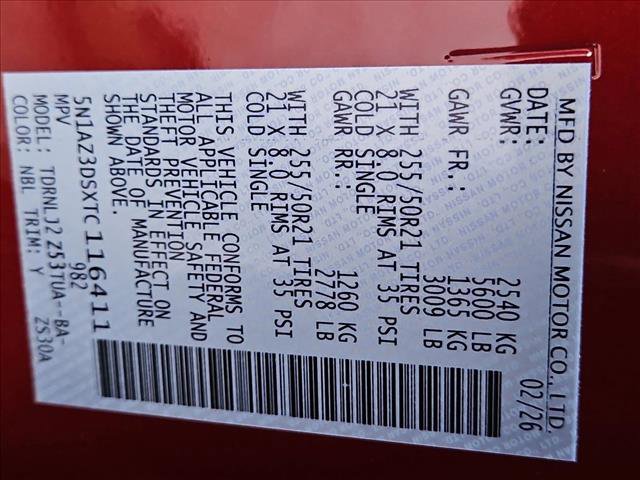 MFD BY NISSAN MOTOR CO., LTD.
DATE: 02/26
GVWR: 2540 KG
5600 LB
GAWR FR.: 1365 KG
3009 LB
WITH 255/50R21 TIRES
21 X 8.0 RIMS AT 35 PSI
COLD SINGLE
GAWR RR.: 1260 KG
2778 LB
WITH 255/50R21 TIRES
21 X 8.0 RIMS AT 35 PSI
COLD SINGLE
THIS VEHICLE CONFORMS TO
ALL APPLICABLE FEDERAL
MOTOR VEHICLE SAFETY AND
THEFT PREVENTION
STANDARDS IN EFFECT ON
THE DATE OF MANUFACTURE
SHOWN ABOVE.
5N1AZ3DSXTC116411
MPV 982
MODEL: TDRNLJ2 ZS3TUA--BA-
COLOR: NBL TRIM: Y ZS30A